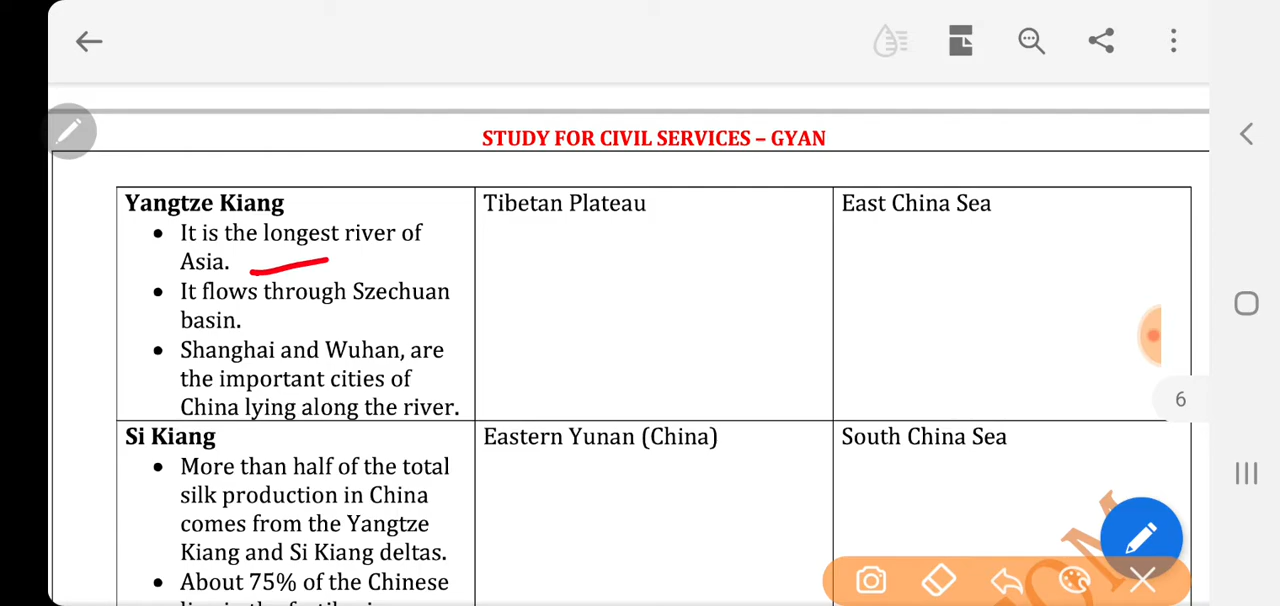 STUDY FOR CIVIL SERVICES – GYAN
Yangtze Kiang
• It is the longest river of
Asia.
• It flows through Szechuan
basin.
• Shanghai and Wuhan, are
the important cities of
China lying along the river.
Tibetan Plateau
East China Sea
6
Si Kiang
• More than half of the total
silk production in China
comes from the Yangtze
Kiang and Si Kiang deltas.
• About 75% of the Chinese
Eastern Yunan (China)
South China Sea